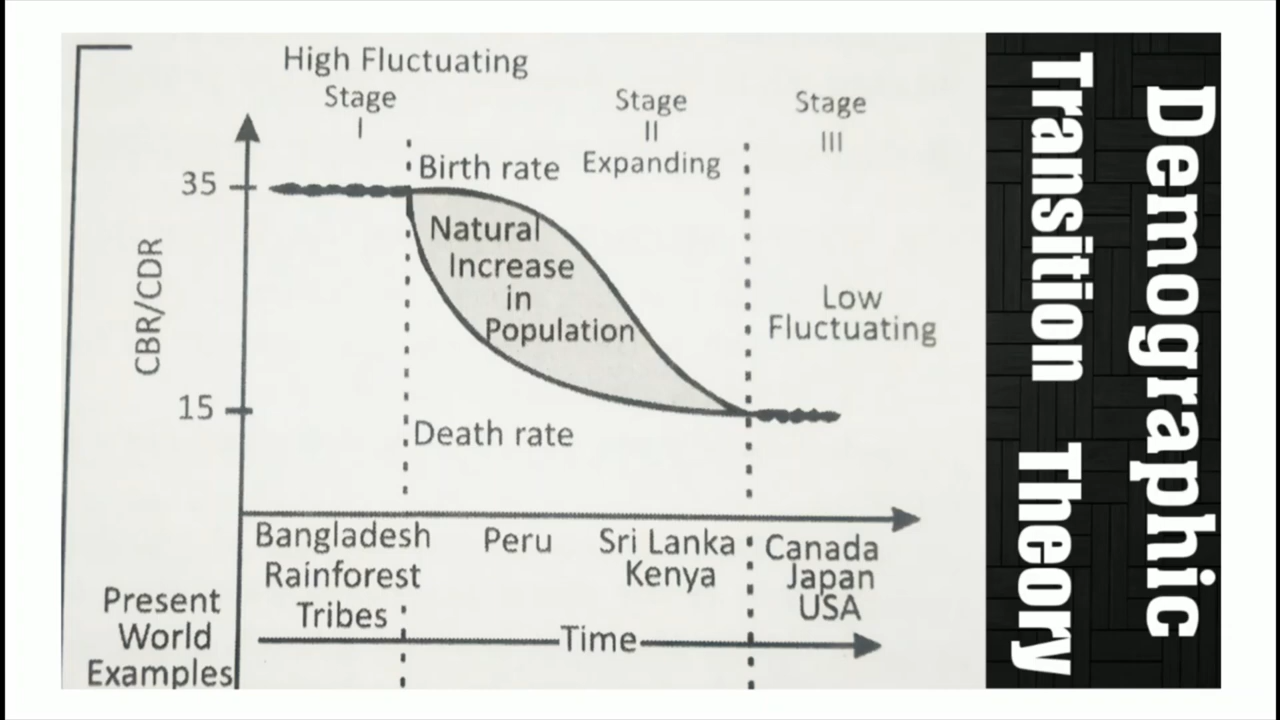 High Fluctuating
Stage
I
Stage
II
Expanding
Stage
III
Birth rate
35
Natural
Increase
in
Population
CBR/CDR
Low
Fluctuating
15
Death rate
Bangladesh
Rainforest
Tribes
Peru
Sri Lanka
Kenya
Canada
Japan
USA
Present
World
Examples
Time
Demographic
Transition Theory